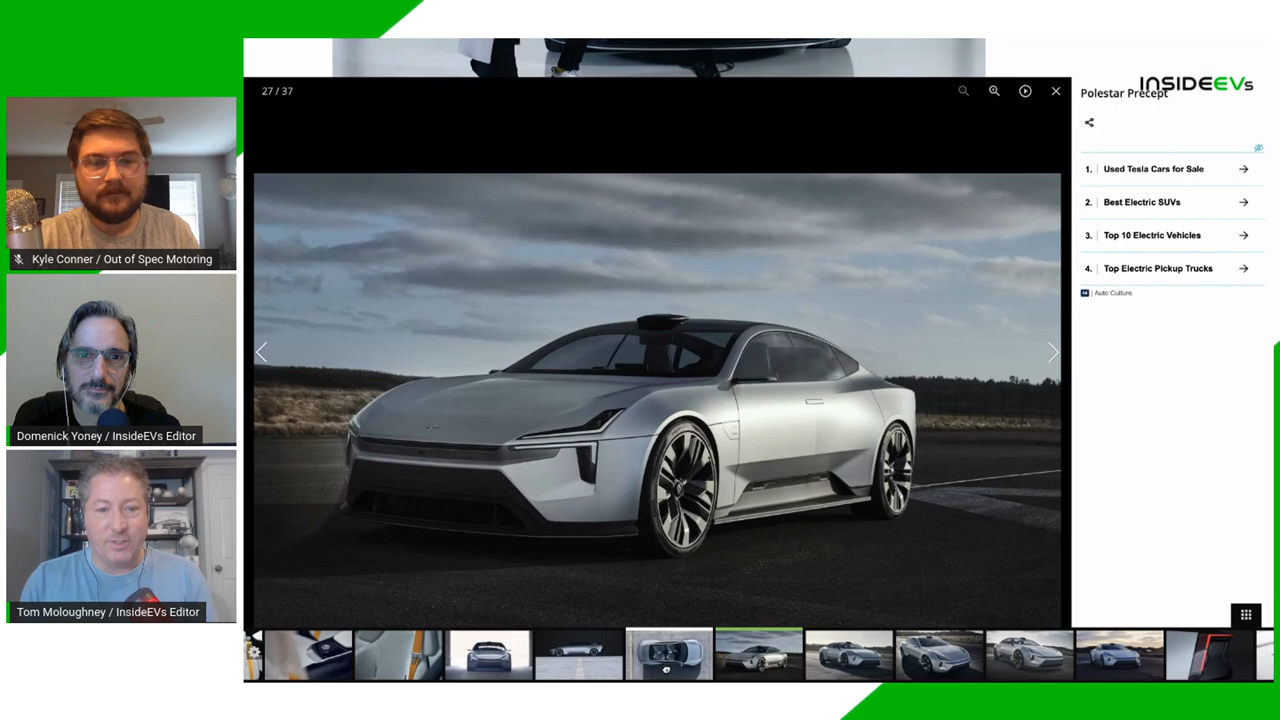 27 / 37
INSIDEEVs
Polestar Precept
1. Used Tesla Cars for Sale
2. Best Electric SUVs
3. Top 10 Electric Vehicles
4. Top Electric Pickup Trucks
Ad | Auto Culture
Kyle Conner / Out of Spec Motoring
Domenick Yoney / InsideEVs Editor
Tom Moloughney / InsideEVs Editor